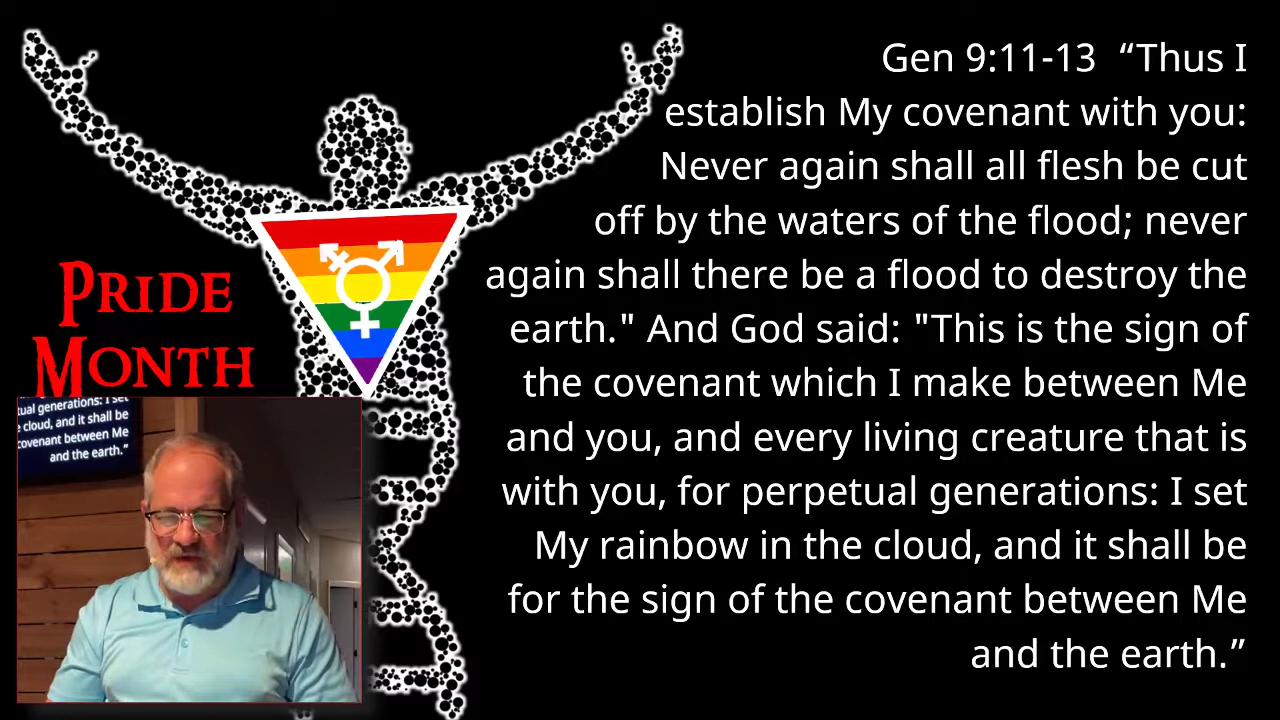 Gen 9:11-13  “Thus I
establish My covenant with you:
Never again shall all flesh be cut
off by the waters of the flood; never
again shall there be a flood to destroy the
earth." And God said: "This is the sign of
the covenant which I make between Me
and you, and every living creature that is
with you, for perpetual generations: I set
My rainbow in the cloud, and it shall be
for the sign of the covenant between Me
and the earth.”
Pride
Month
generations: I set
cloud, and it shall be
covenant between Me
and the earth.”